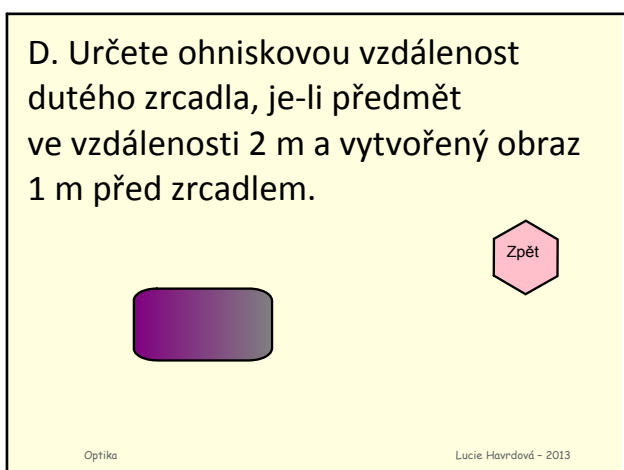 D. Určete ohniskovou vzdálenost
dutého zrcadla, je-li předmět
ve vzdálenosti 2 m a vytvořený obraz
1 m před zrcadlem.
Zpět
Optika
Lucie Havrdová – 2013